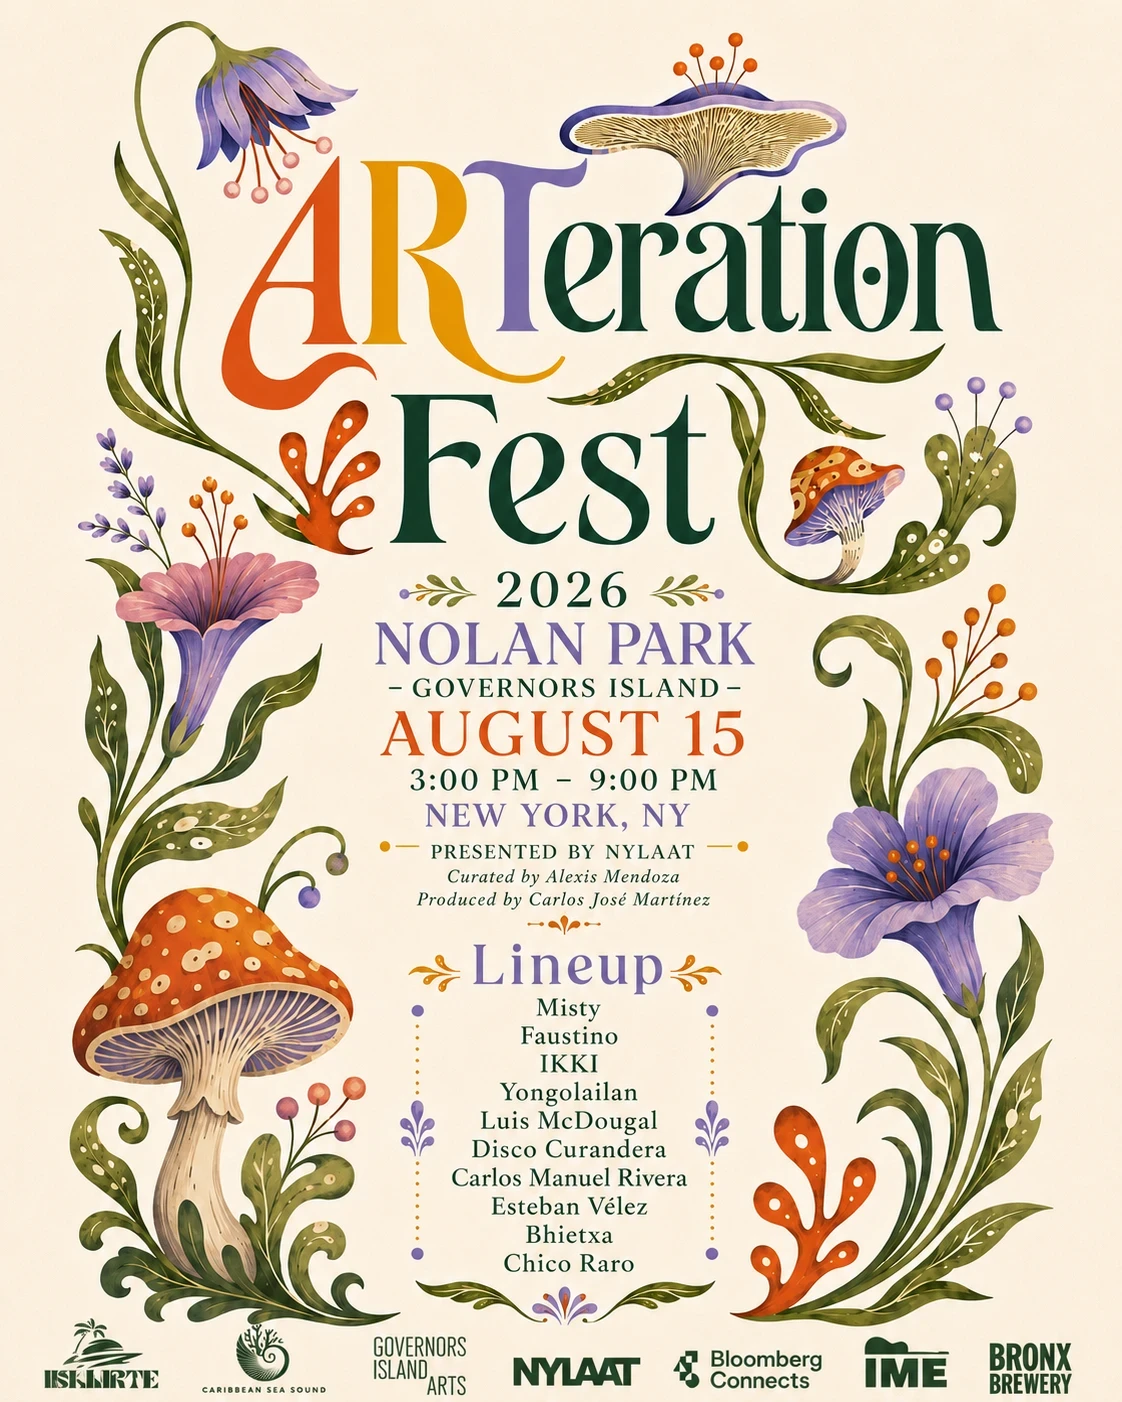 ARTeration
Fest
2026
NOLAN PARK
– GOVERNORS ISLAND –
AUGUST 15
3:00 PM – 9:00 PM
NEW YORK, NY
PRESENTED BY NYLAAT
Curated by Alexis Mendoza
Produced by Carlos José Martínez
Lineup
Misty
Faustino
IKKI
Yongolailan
Luis McDougal
Disco Curandera
Carlos Manuel Rivera
Esteban Vélez
Bhietxa
Chico Raro
CARIBBEAN SEA SOUND
GOVERNORS
ISLAND
ARTS
NYLAAT
Bloomberg
Connects
IME
BRONX
BREWERY